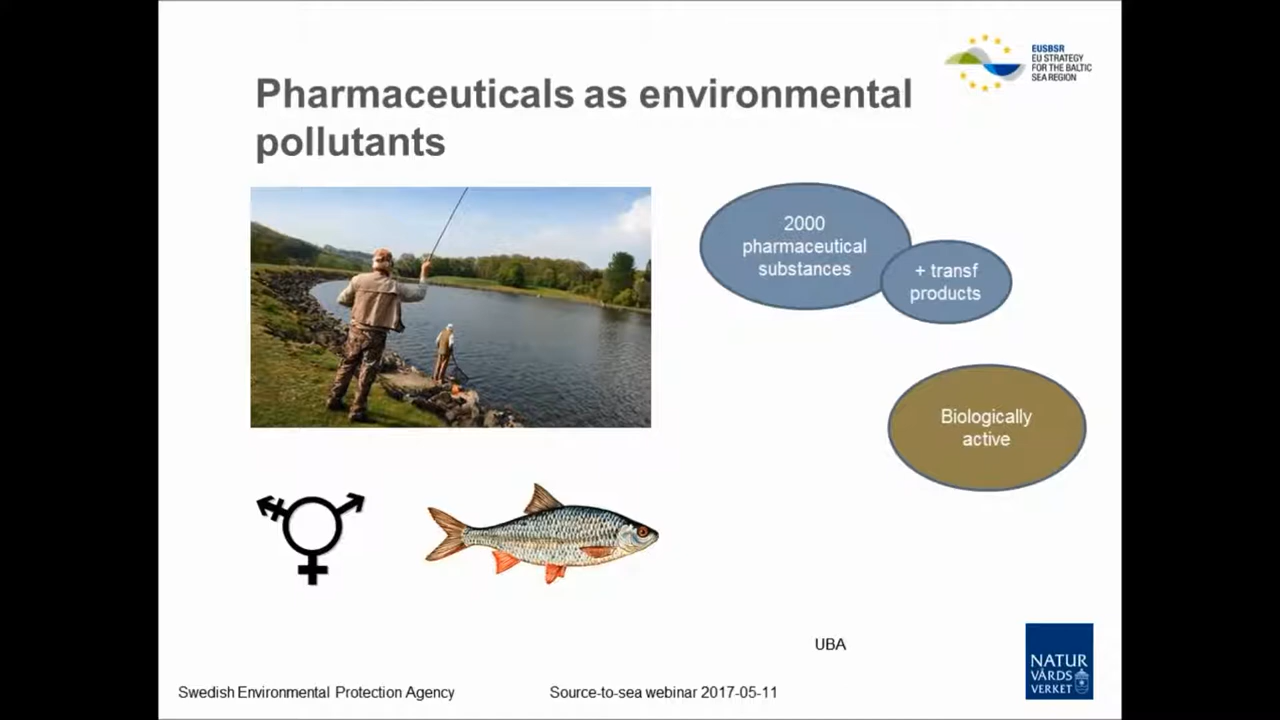 Pharmaceuticals as environmental
pollutants
EUSBSR
EU STRATEGY
FOR THE BALTIC
SEA REGION
2000
pharmaceutical
substances
+ transf
products
Biologically
active
UBA
Swedish Environmental Protection Agency
Source-to-sea webinar 2017-05-11
NATUR
VÅRDS
VERKET